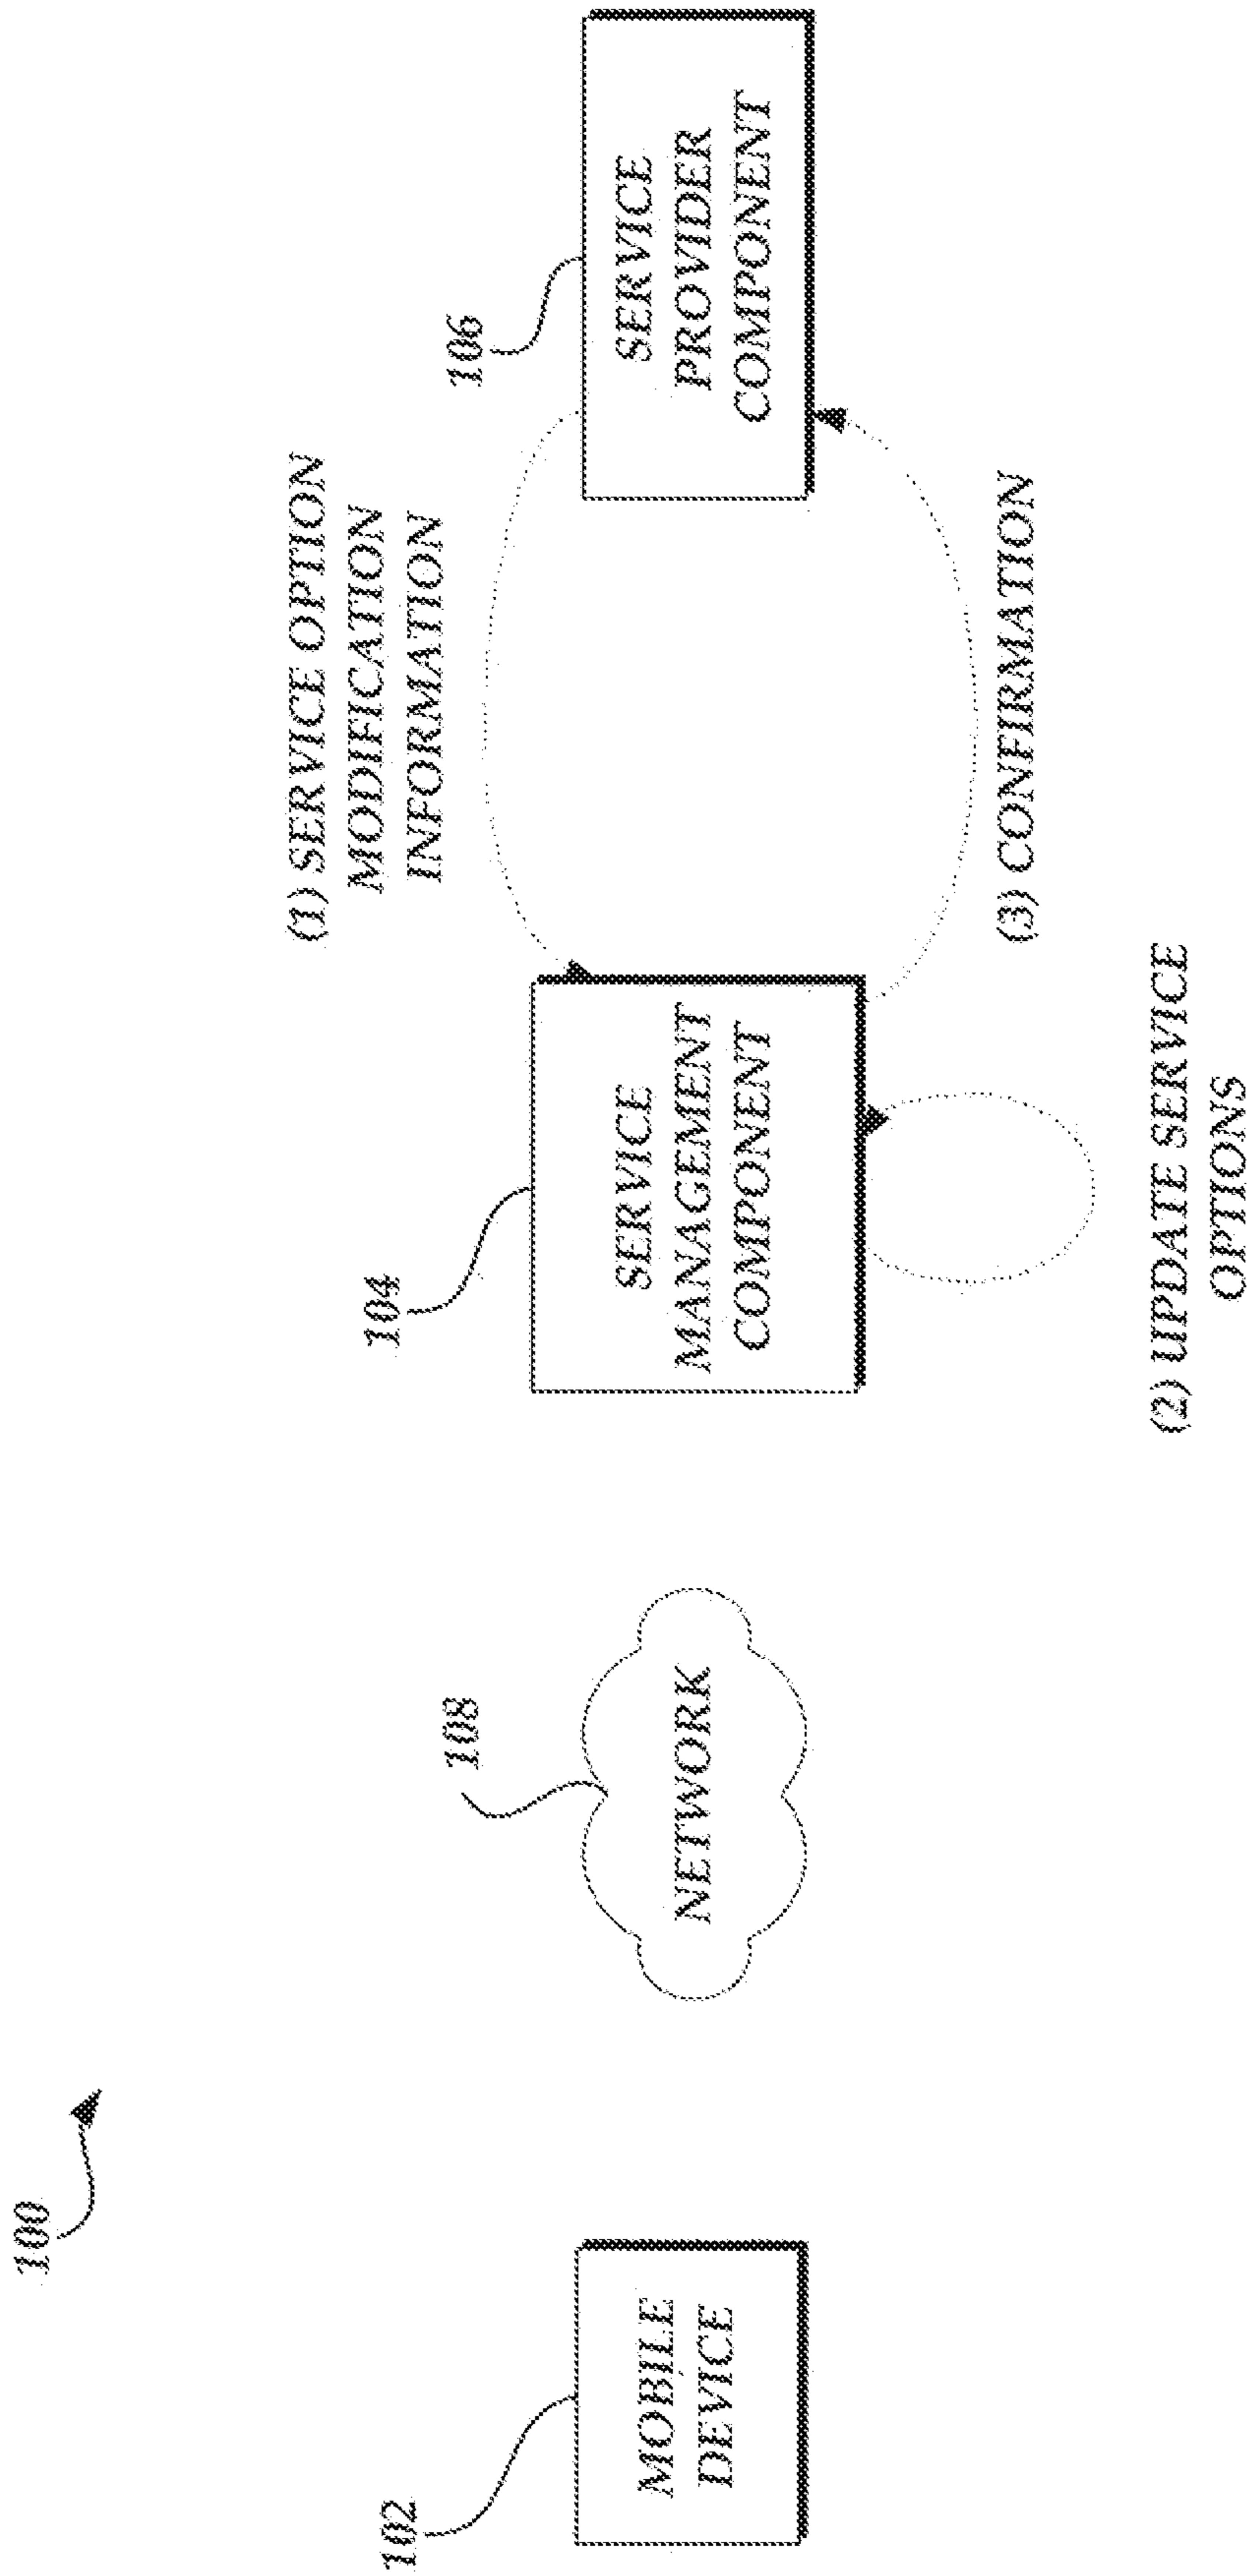 100
102
MOBILE
DEVICE
108
NETWORK
104
SERVICE
MANAGEMENT
COMPONENT
(1) SERVICE OPTION
MODIFICATION
INFORMATION
106
SERVICE
PROVIDER
COMPONENT
(3) CONFIRMATION
(2) UPDATE SERVICE
OPTIONS